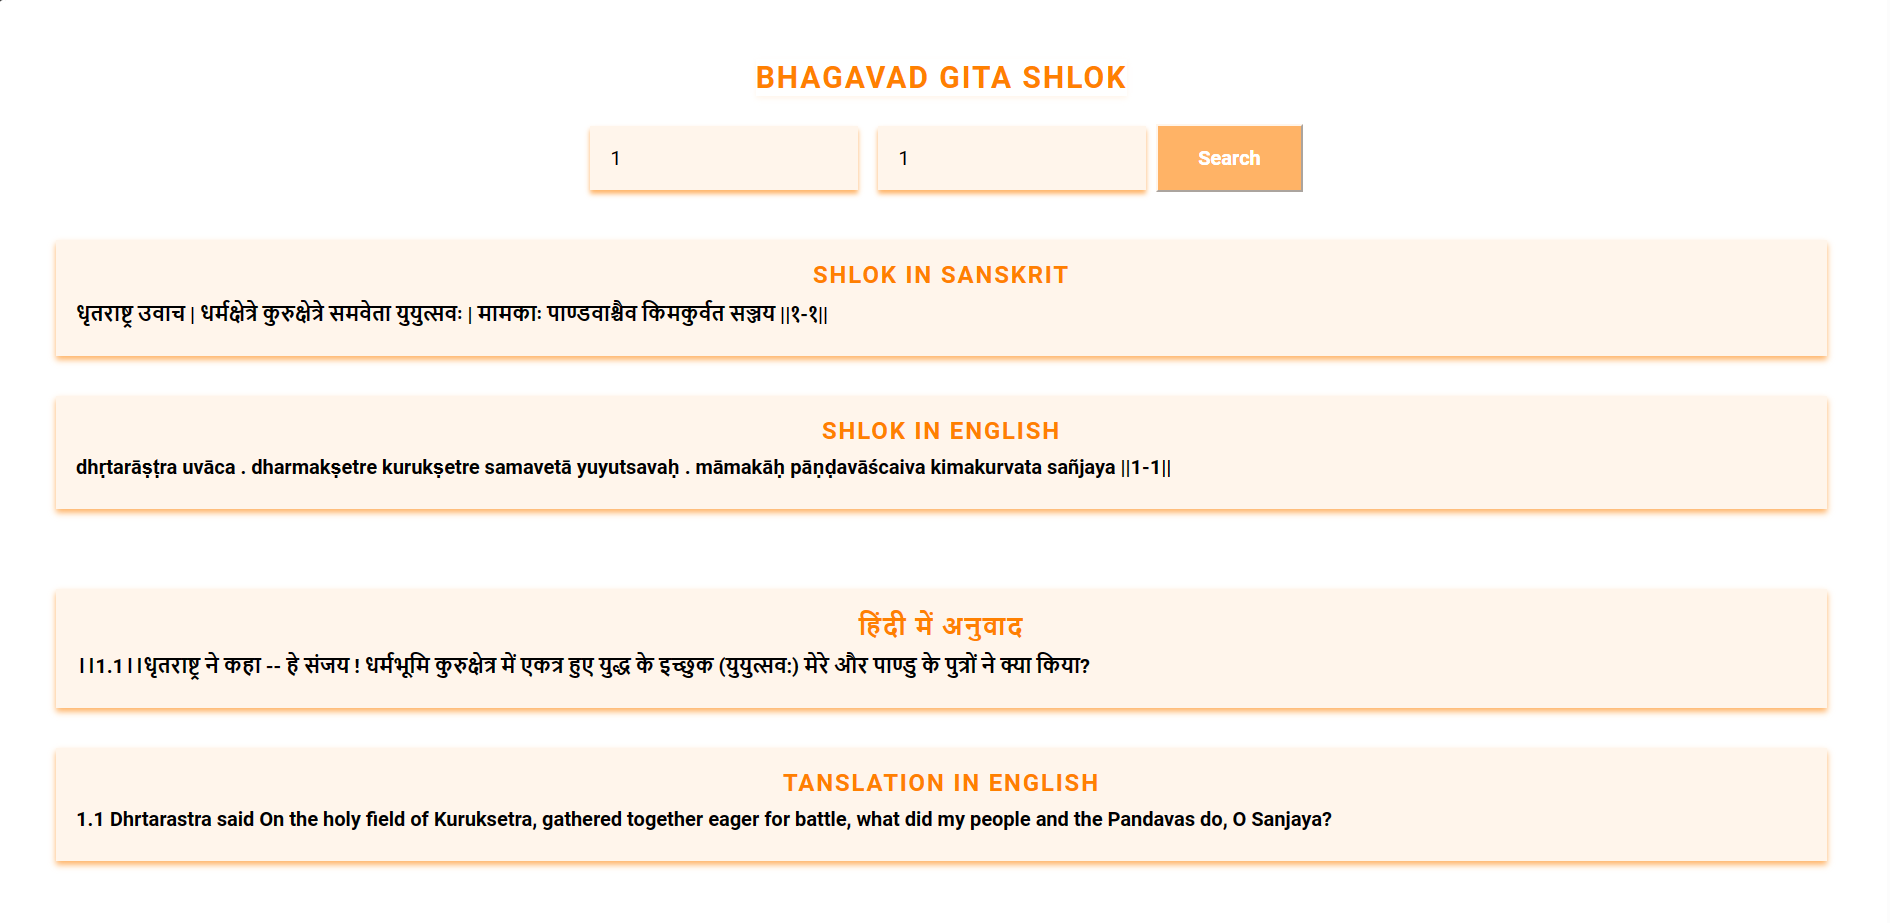 BHAGAVAD GITA SHLOK
1 1 Search
SHLOK IN SANSKRIT
धृतराष्ट्र उवाच | धर्मक्षेत्रे कुरुक्षेत्रे समवेता युयुत्सवः | मामकाः पाण्डवाश्चैव किमकुर्वत सञ्जय ||१-१||
SHLOK IN ENGLISH
dhṛtarāṣṭra uvāca . dharmakṣetre kurukṣetre samavetā yuyutsavaḥ . māmakāḥ pāṇḍavāścaiva kimakurvata sañjaya ||1-1||
हिंदी में अनुवाद
।।1.1।।धृतराष्ट्र ने कहा -- हे संजय ! धर्मभूमि कुरुक्षेत्र में एकत्र हुए युद्ध के इच्छुक (युयुत्सव:) मेरे और पाण्डु के पुत्रों ने क्या किया?
TANSLATION IN ENGLISH
1.1 Dhrtarastra said On the holy field of Kuruksetra, gathered together eager for battle, what did my people and the Pandavas do, O Sanjaya?